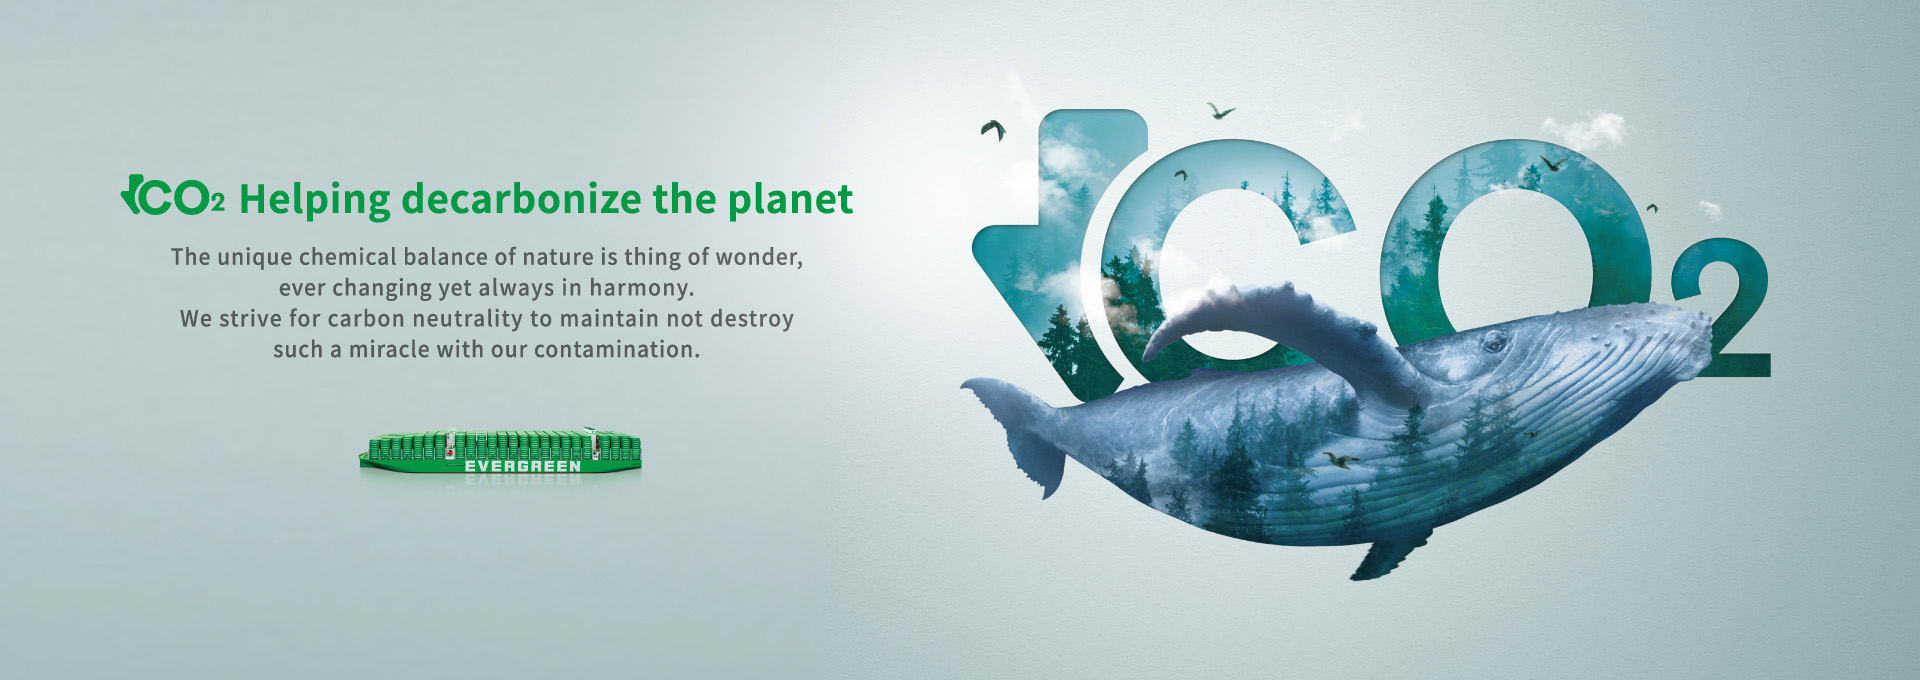 CO2 Helping decarbonize the planet
The unique chemical balance of nature is thing of wonder,
ever changing yet always in harmony.
We strive for carbon neutrality to maintain not destroy
such a miracle with our contamination.
EVERGREEN
CO2